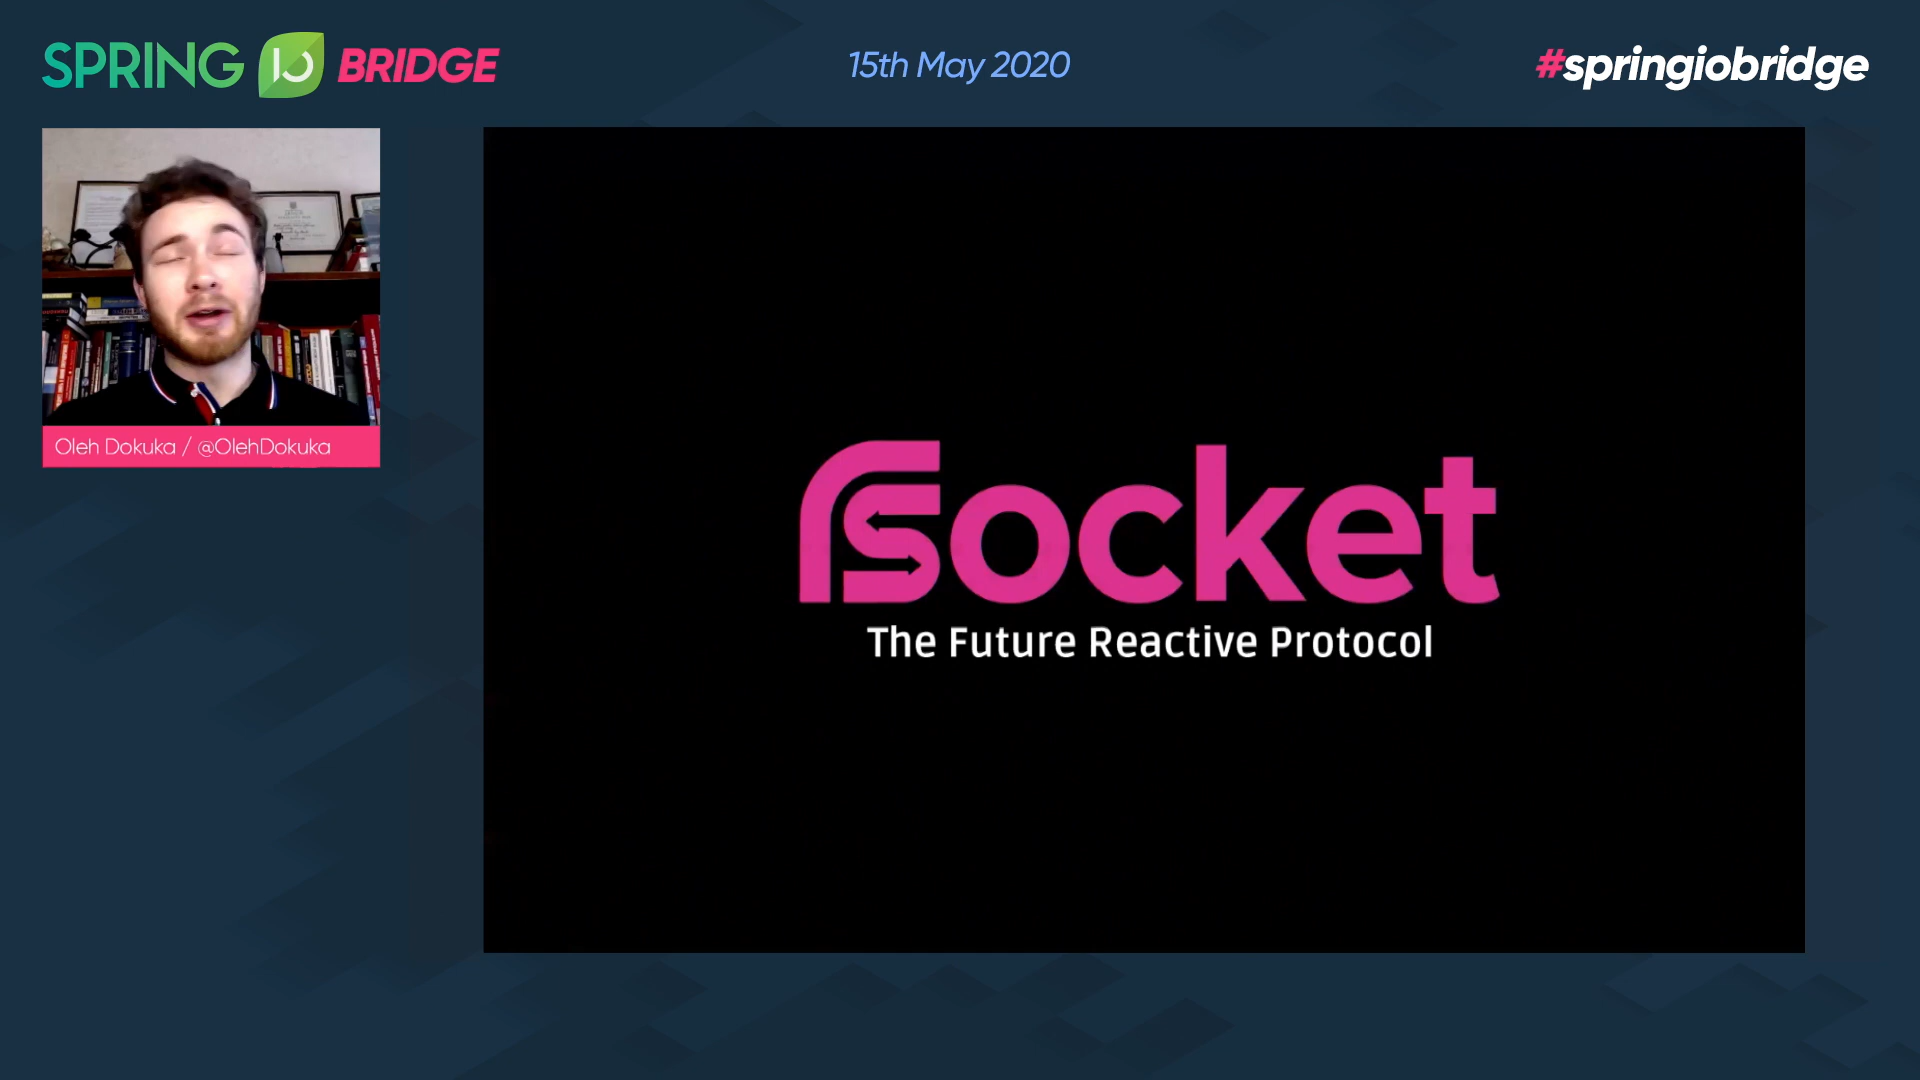 SPRING IO BRIDGE
15th May 2020
#springiobridge
Oleh Dokuka / @OlehDokuka
rsocket
The Future Reactive Protocol